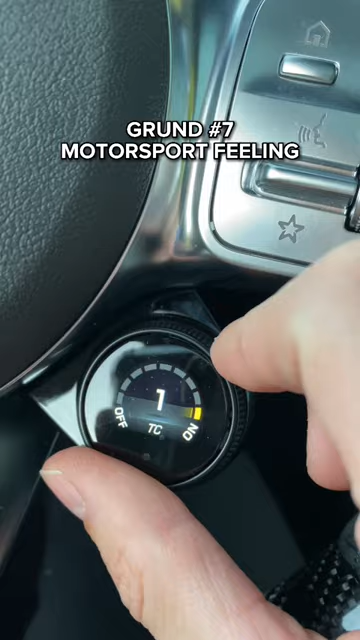 GRUND #7
MOTORSPORT FEELING
1
OFF
TC
ON